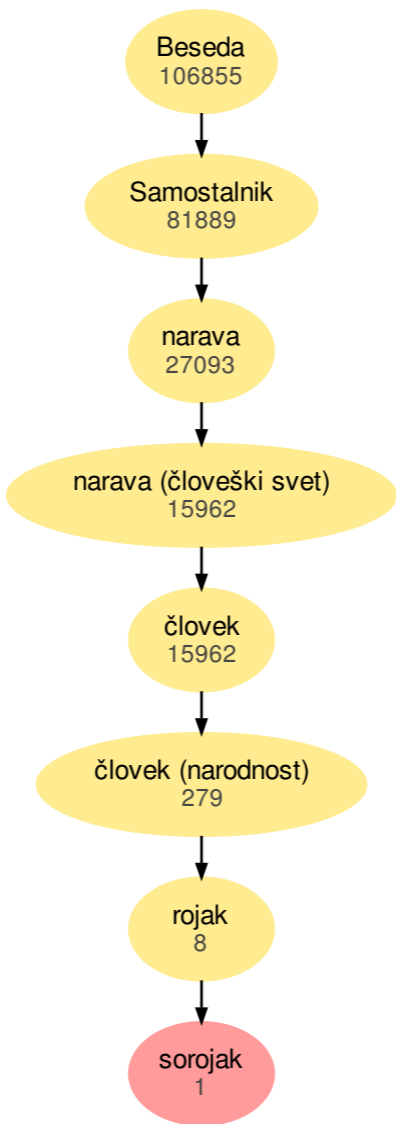 Beseda
106855
Samostalnik
81889
narava
27093
narava (človeški svet)
15962
človek
15962
človek (narodnost)
279
rojak
8
sorojak
1